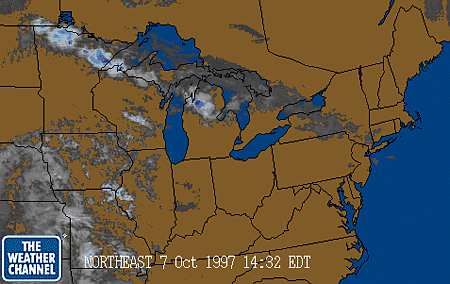 THE
WEATHER
CHANNEL
NORTHEAST 7 Oct 1997 14:32 EDT